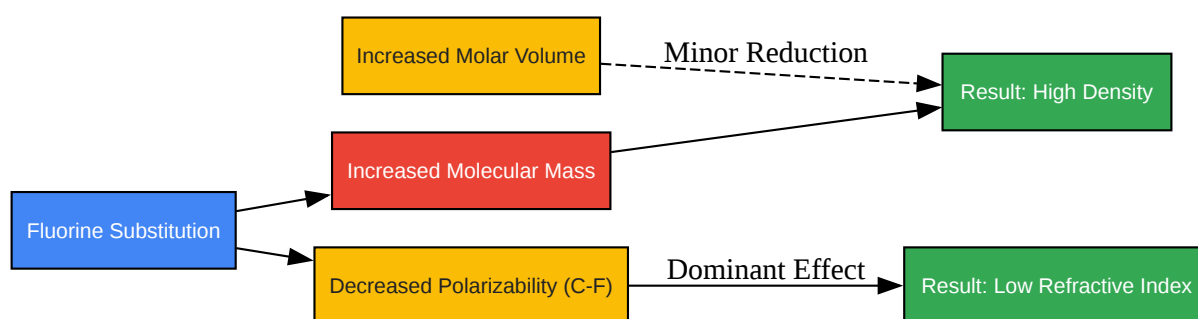 Increased Molar Volume
Minor Reduction
Result: High Density
Increased Molecular Mass
Fluorine Substitution
Decreased Polarizability (C-F)
Dominant Effect
Result: Low Refractive Index